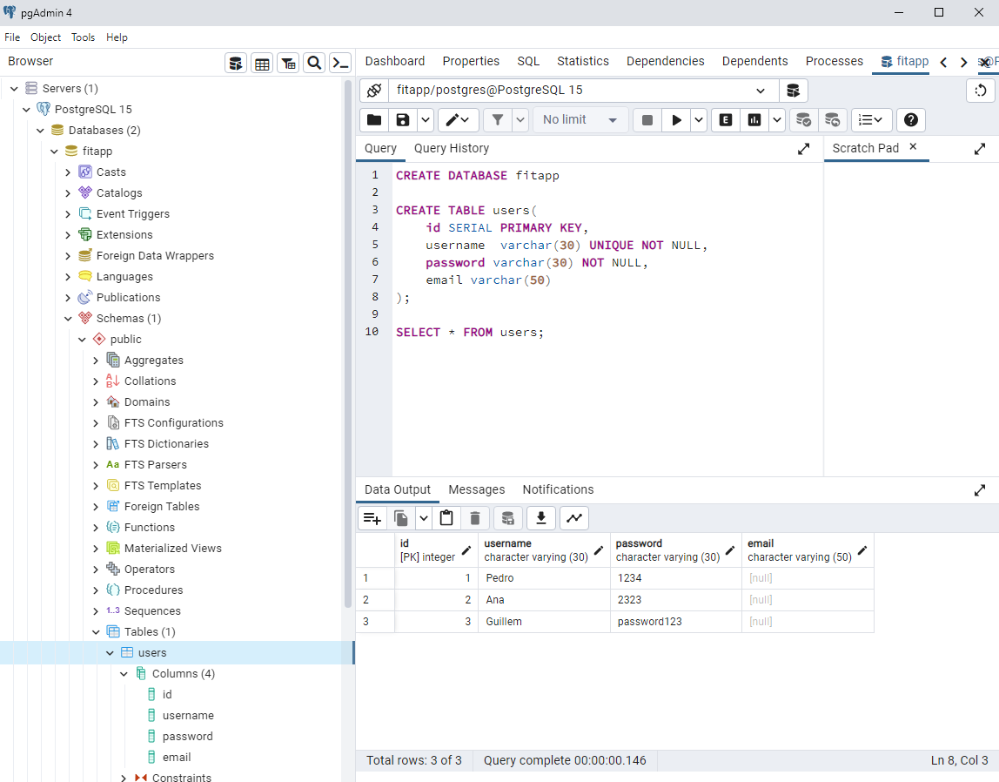 pgAdmin 4
File Object Tools Help
Browser
Dashboard Properties SQL Statistics Dependencies Dependents Processes fitapp
Servers (1)
PostgreSQL 15
Databases (2)
fitapp
Casts
Catalogs
Event Triggers
Extensions
Foreign Data Wrappers
Languages
Publications
Schemas (1)
public
Aggregates
Collations
Domains
FTS Configurations
FTS Dictionaries
Aa FTS Parsers
FTS Templates
Foreign Tables
Functions
Materialized Views
Operators
Procedures
1..3 Sequences
Tables (1)
users
Columns (4)
id
username
password
email
Constraints
fitapp/postgres@PostgreSQL 15
No limit
E
Query Query History
Scratch Pad
1 CREATE DATABASE fitapp
2
3 CREATE TABLE users(
4 id SERIAL PRIMARY KEY,
5 username varchar(30) UNIQUE NOT NULL,
6 password varchar(30) NOT NULL,
7 email varchar(50)
8 );
9
10 SELECT * FROM users;
Data Output Messages Notifications
id username password email
[PK] integer character varying (30) character varying (30) character varying (50)
1 1 Pedro 1234 [null]
2 2 Ana 2323 [null]
3 3 Guillem password123 [null]
Total rows: 3 of 3 Query complete 00:00:00.146 Ln 8, Col 3